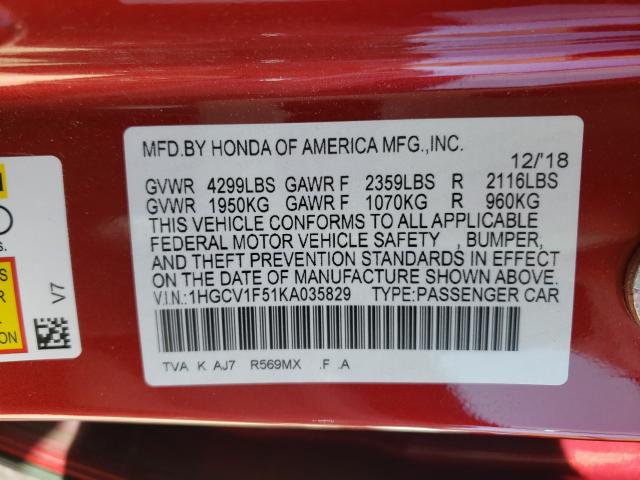 MFD.BY HONDA OF AMERICA MFG.,INC.
12/'18
GVWR 4299LBS GAWR F 2359LBS R 2116LBS
GVWR 1950KG GAWR F 1070KG R 960KG
THIS VEHICLE CONFORMS TO ALL APPLICABLE
FEDERAL MOTOR VEHICLE SAFETY , BUMPER,
AND THEFT PREVENTION STANDARDS IN EFFECT
ON THE DATE OF MANUFACTURE SHOWN ABOVE.
V.I.N.:1HGCV1F51KA035829 TYPE:PASSENGER CAR
TVA K AJ7 R569MX .F .A
V7
s.
S
ER
ON